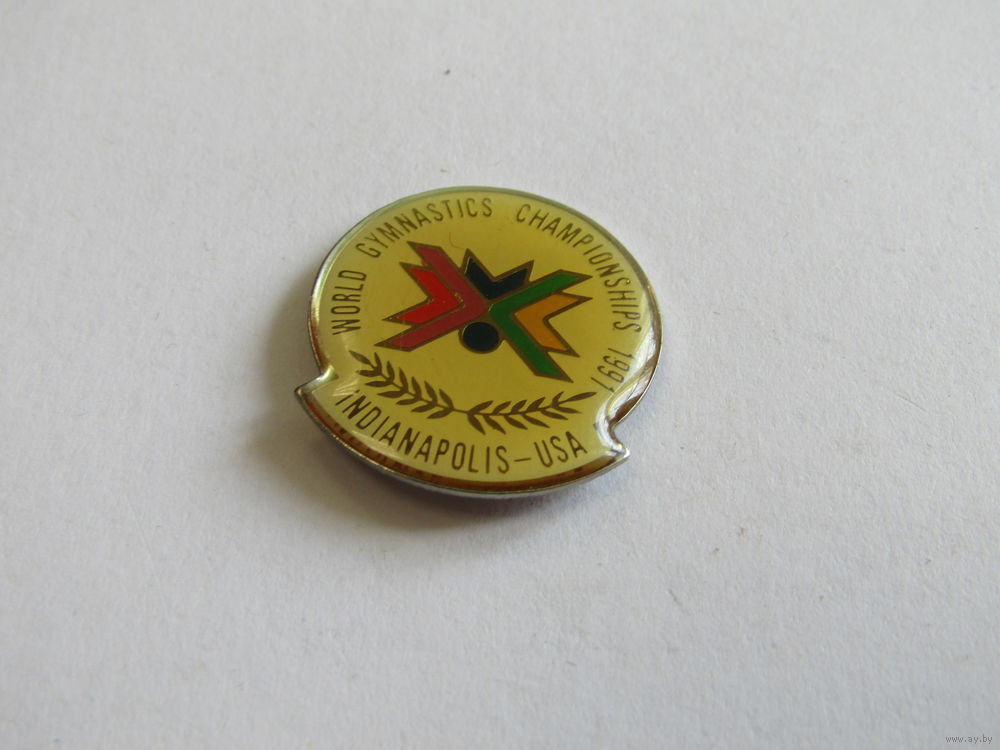 WORLD GYMNASTICS CHAMPIONSHIPS 1991
INDIANAPOLIS - USA
www.ay.by